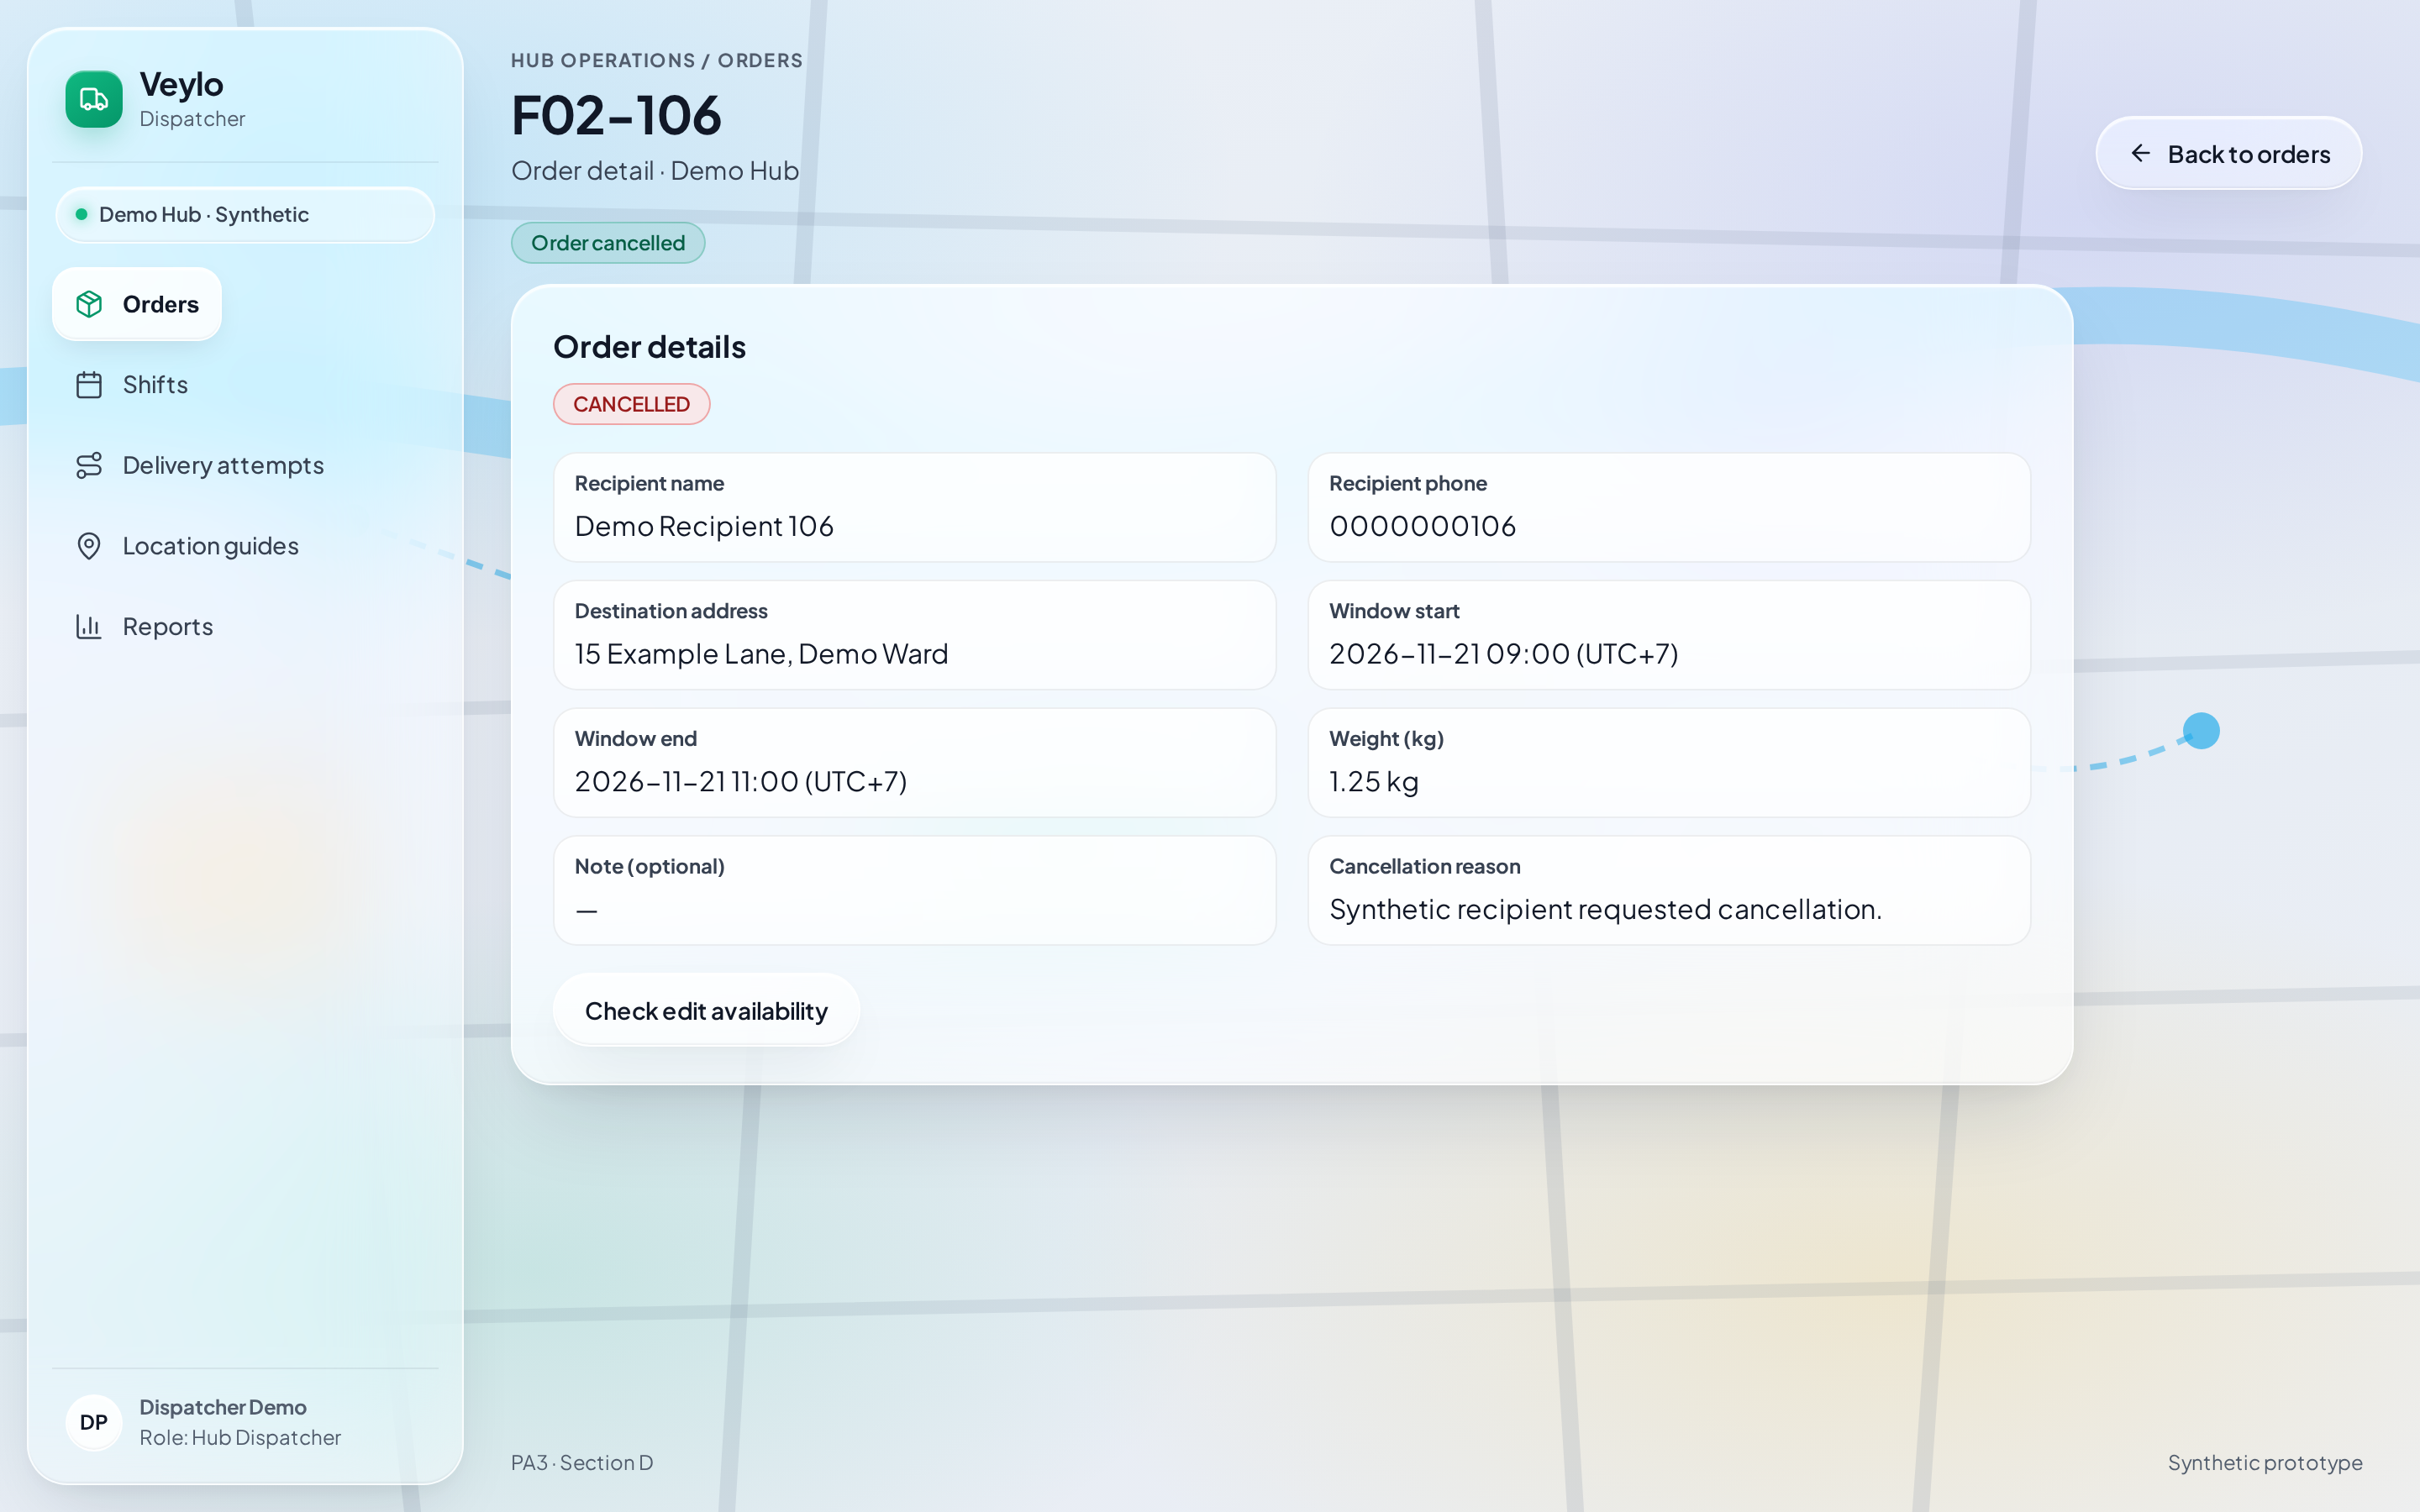 Veylo
Dispatcher
Demo Hub · Synthetic
Orders
Shifts
Delivery attempts
Location guides
Reports
DP
Dispatcher Demo
Role: Hub Dispatcher
HUB OPERATIONS / ORDERS
F02-106
Order detail · Demo Hub
Back to orders
Order cancelled
Order details
CANCELLED
Recipient name
Demo Recipient 106
Recipient phone
0000000106
Destination address
15 Example Lane, Demo Ward
Window start
2026-11-21 09:00 (UTC+7)
Window end
2026-11-21 11:00 (UTC+7)
Weight (kg)
1.25 kg
Note (optional)
—
Cancellation reason
Synthetic recipient requested cancellation.
Check edit availability
PA3 · Section D
Synthetic prototype